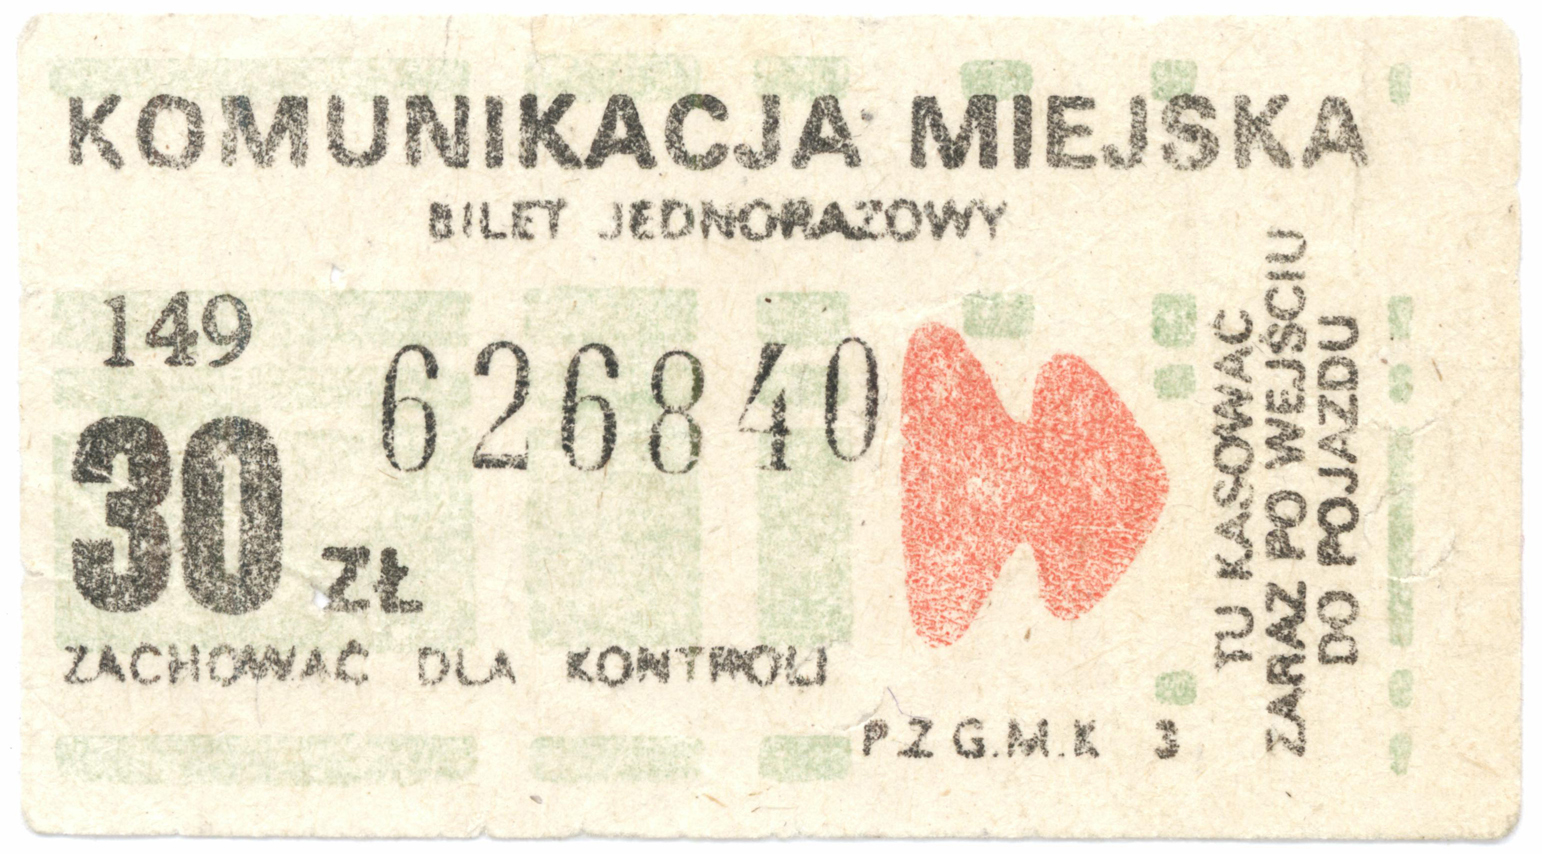 KOMUNIKACJA MIEJSKA
BILET JEDNORAZOWY
149
626840
30 ZŁ
ZACHOWAĆ DLA KONTROLI
P.Z G.M.K 3
TU KASOWAĆ
ZARAZ PO WEJŚCIU
DO POJAZDU